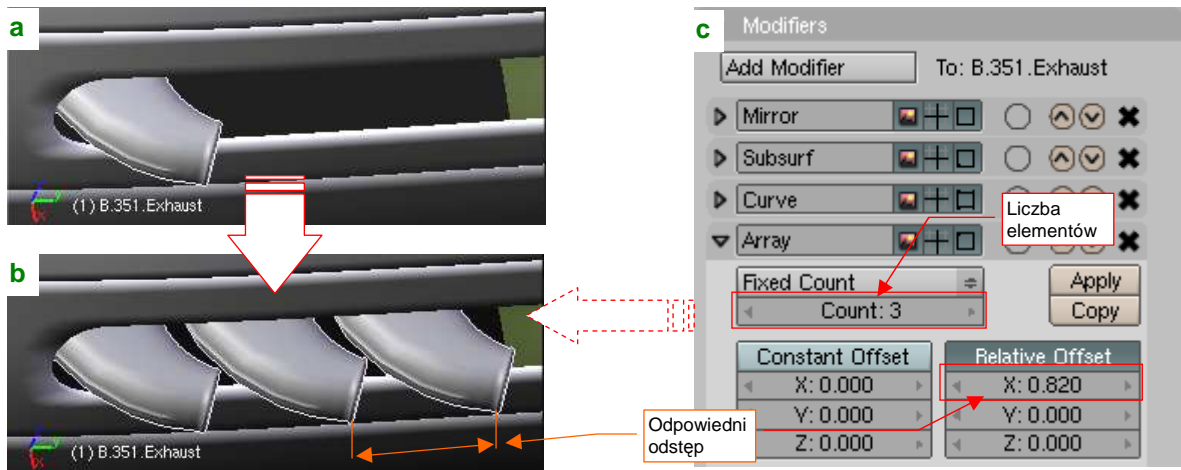 a
(1) B.351.Exhaust
b
(1) B.351.Exhaust
c
Modifiers
Add Modifier To: B.351.Exhaust
Mirror
Subsurf
Curve
Liczba
elementów
Array
Fixed Count Apply
Count: 3 Copy
Constant Offset Relative Offset
X: 0.000 X: 0.820
Y: 0.000 Y: 0.000
Z: 0.000 Z: 0.000
Odpowiedni
odstęp